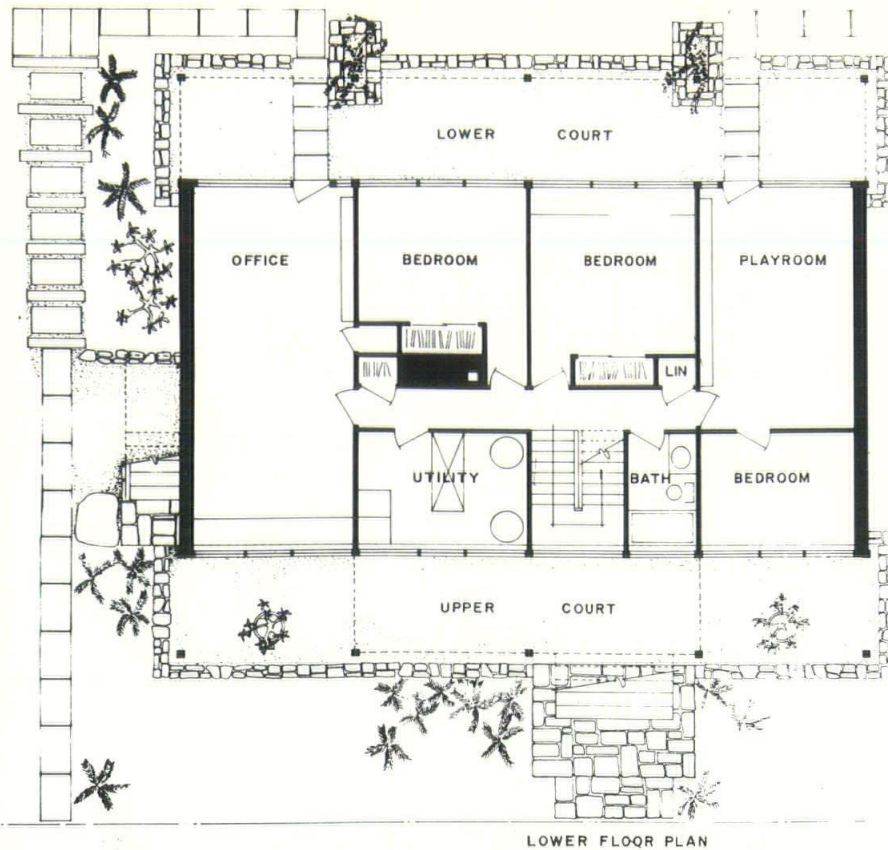 LOWER COURT
OFFICE BEDROOM BEDROOM PLAYROOM
LIN
UTILITY BATH BEDROOM
UPPER COURT
LOWER FLOOR PLAN